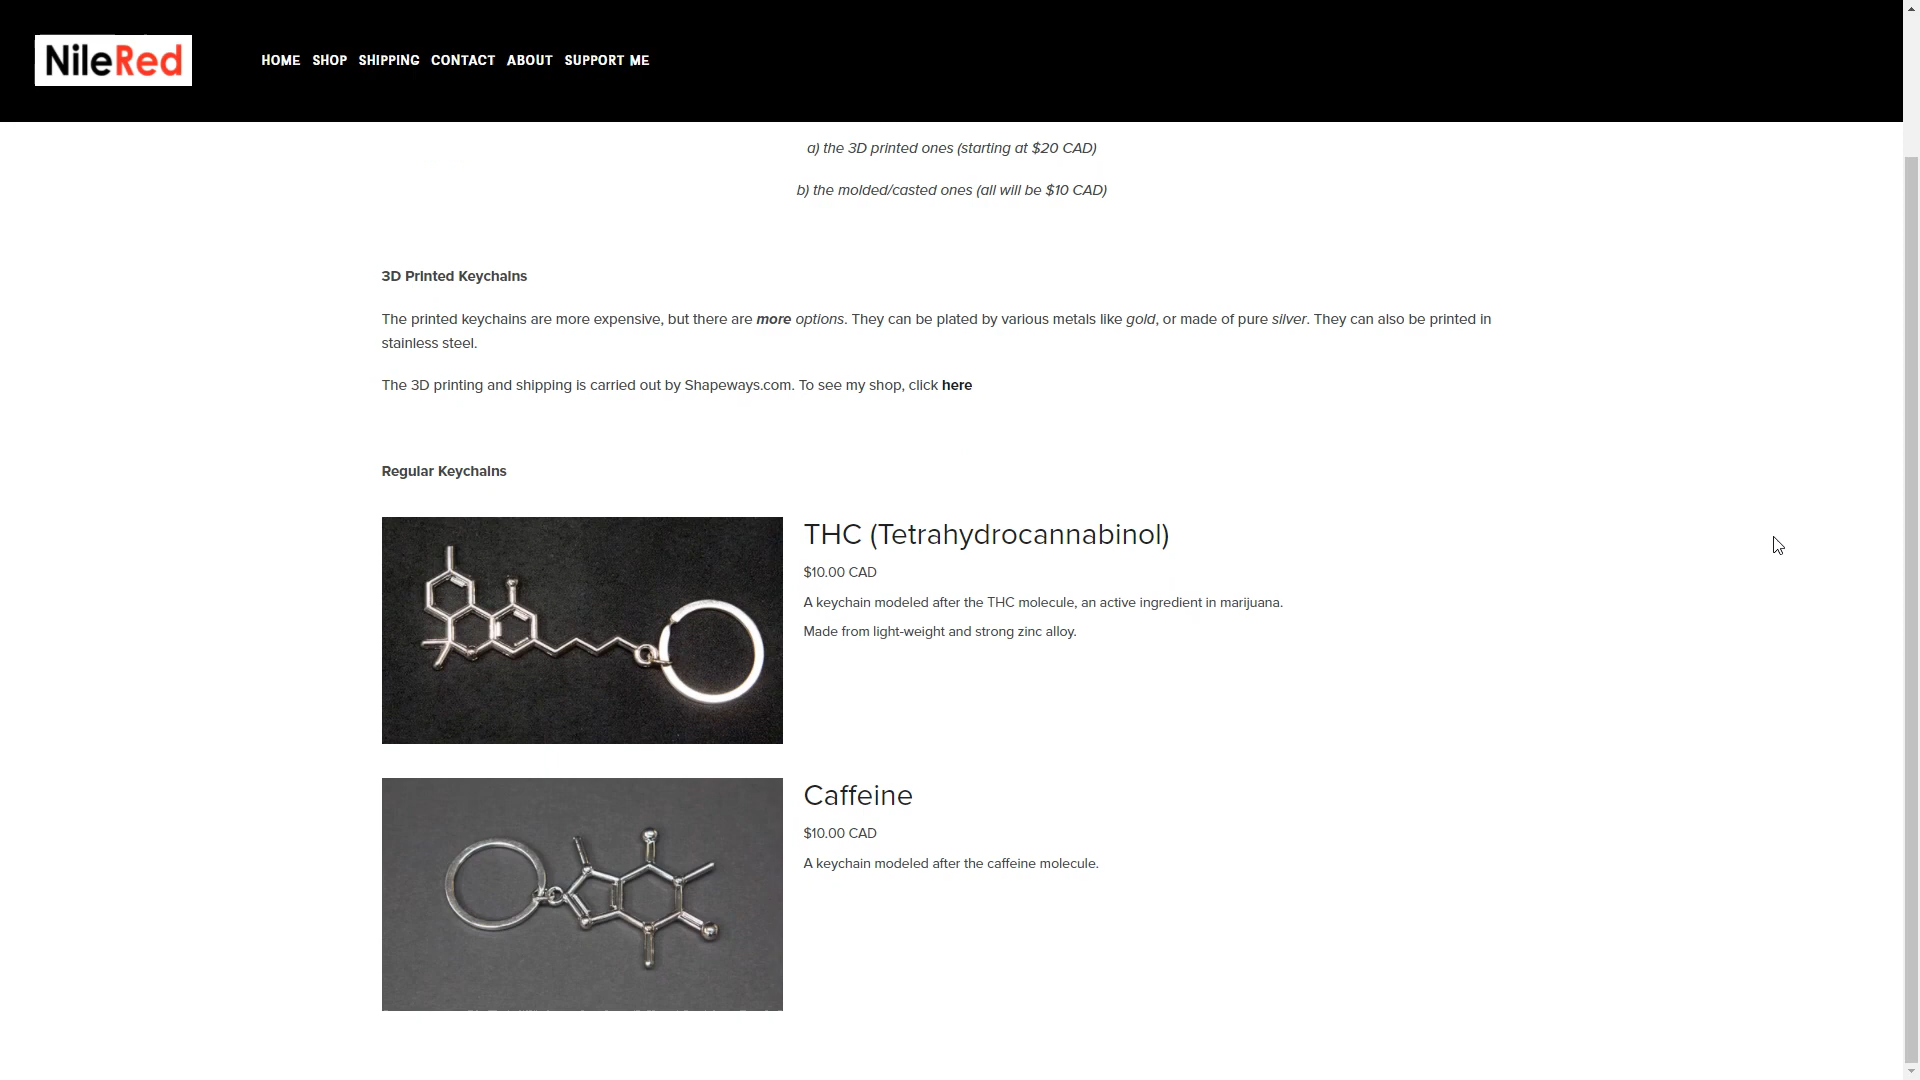 NileRed
HOME SHOP SHIPPING CONTACT ABOUT SUPPORT ME
a) the 3D printed ones (starting at $20 CAD)
b) the molded/casted ones (all will be $10 CAD)
3D Printed Keychains
The printed keychains are more expensive, but there are more options. They can be plated by various metals like gold, or made of pure silver. They can also be printed in
stainless steel.
The 3D printing and shipping is carried out by Shapeways.com. To see my shop, click here
Regular Keychains
THC (Tetrahydrocannabinol)
$10.00 CAD
A keychain modeled after the THC molecule, an active ingredient in marijuana.
Made from light-weight and strong zinc alloy.
Caffeine
$10.00 CAD
A keychain modeled after the caffeine molecule.